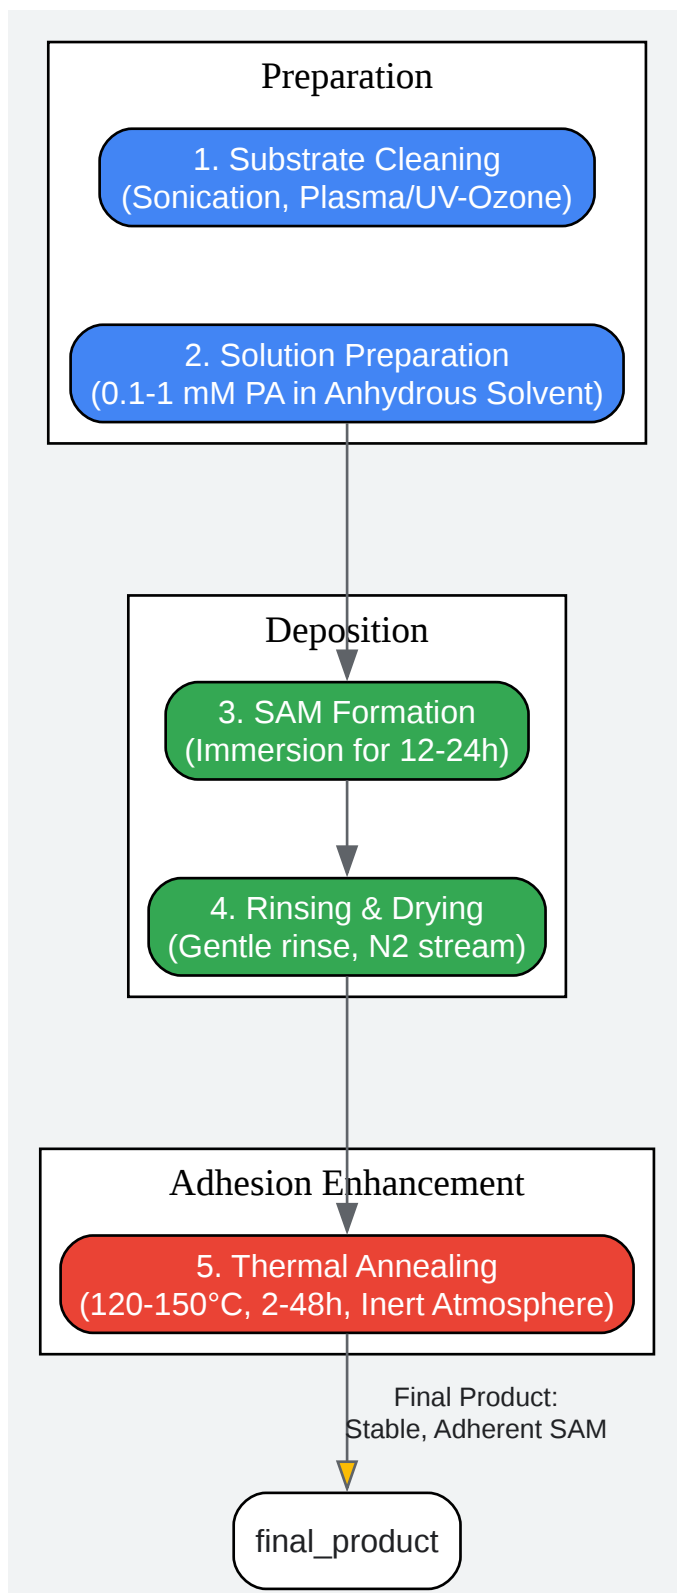 Preparation
1. Substrate Cleaning
(Sonication, Plasma/UV-Ozone)
2. Solution Preparation
(0.1-1 mM PA in Anhydrous Solvent)
Deposition
3. SAM Formation
(Immersion for 12-24h)
4. Rinsing & Drying
(Gentle rinse, N2 stream)
Adhesion Enhancement
5. Thermal Annealing
(120-150°C, 2-48h, Inert Atmosphere)
Final Product:
Stable, Adherent SAM
final_product